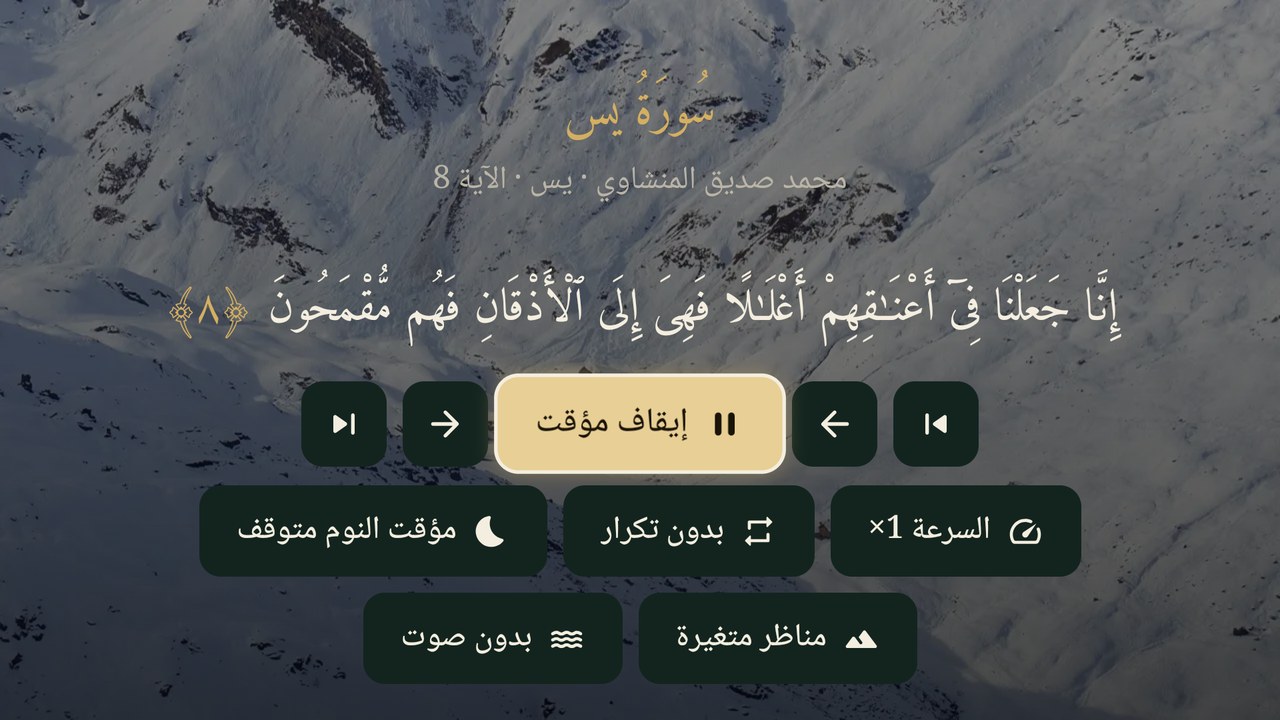 سُورَةُ يس
محمد صديق المنشاوي · يس · الآية 8
إِنَّا جَعَلْنَا فِىٓ أَعْنَـٰقِهِمْ أَغْلَـٰلًا فَهِىَ إِلَى ٱلْأَذْقَانِ فَهُم مُّقْمَحُونَ ﴿٨﴾
إيقاف مؤقت
السرعة 1×
بدون تكرار
مؤقت النوم متوقف
مناظر متغيرة
بدون صوت